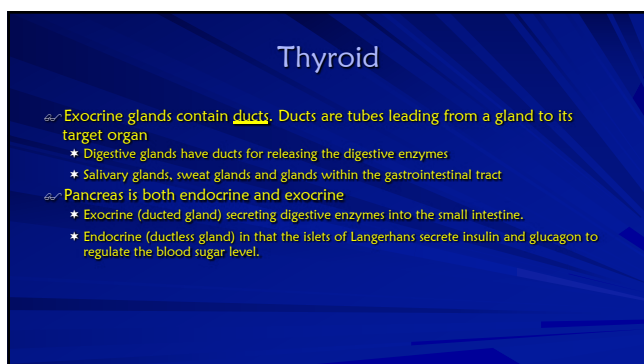 Thyroid
Exocrine glands contain ducts. Ducts are tubes leading from a gland to its
target organ
Digestive glands have ducts for releasing the digestive enzymes
Salivary glands, sweat glands and glands within the gastrointestinal tract
Pancreas is both endocrine and exocrine
Exocrine (ducted gland) secreting digestive enzymes into the small intestine.
Endocrine (ductless gland) in that the islets of Langerhans secrete insulin and glucagon to
regulate the blood sugar level.